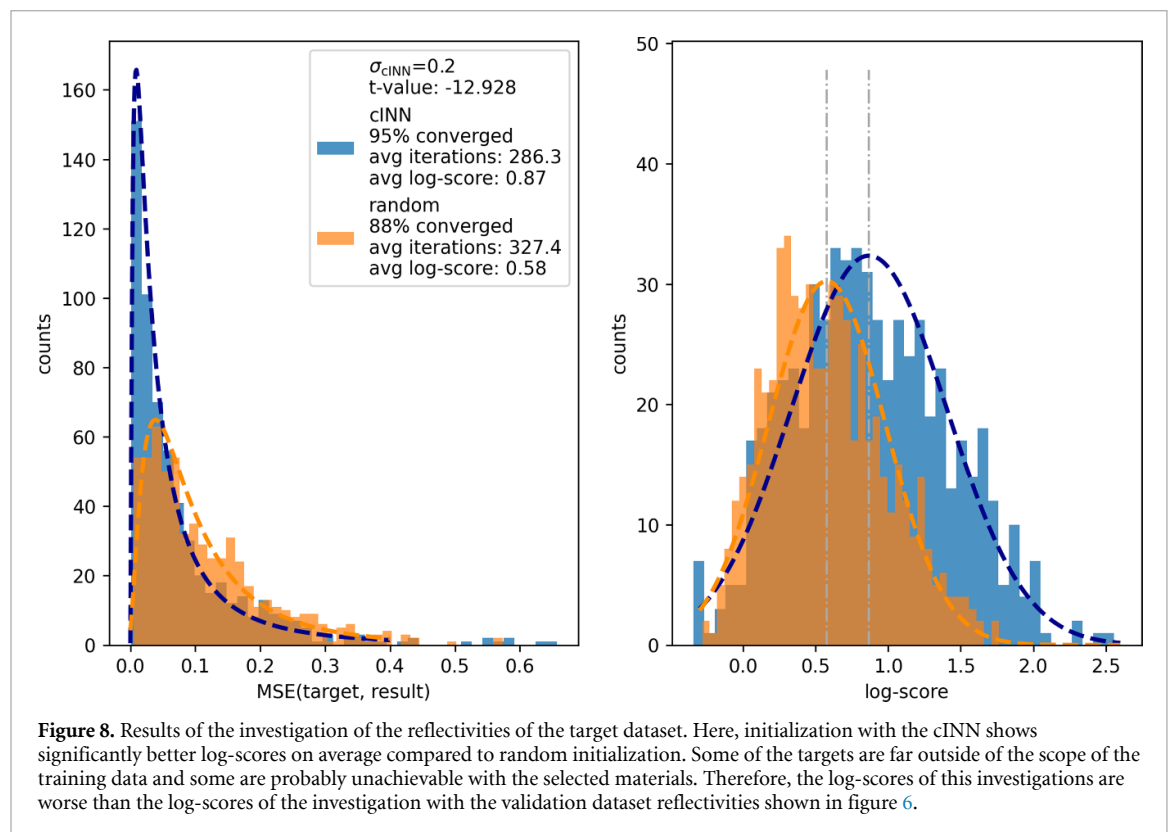 160
140
120
100
80
60
40
20
0
counts
0.0 0.1 0.2 0.3 0.4 0.5 0.6
MSE(target, result)
σcINN=0.2
t-value: -12.928
cINN
95% converged
avg iterations: 286.3
avg log-score: 0.87
random
88% converged
avg iterations: 327.4
avg log-score: 0.58
50
40
30
20
10
0
counts
0.0 0.5 1.0 1.5 2.0 2.5
log-score
Figure 8. Results of the investigation of the reflectivities of the target dataset. Here, initialization with the cINN shows
significantly better log-scores on average compared to random initialization. Some of the targets are far outside of the scope of the
training data and some are probably unachievable with the selected materials. Therefore, the log-scores of this investigations are
worse than the log-scores of the investigation with the validation dataset reflectivities shown in figure 6.